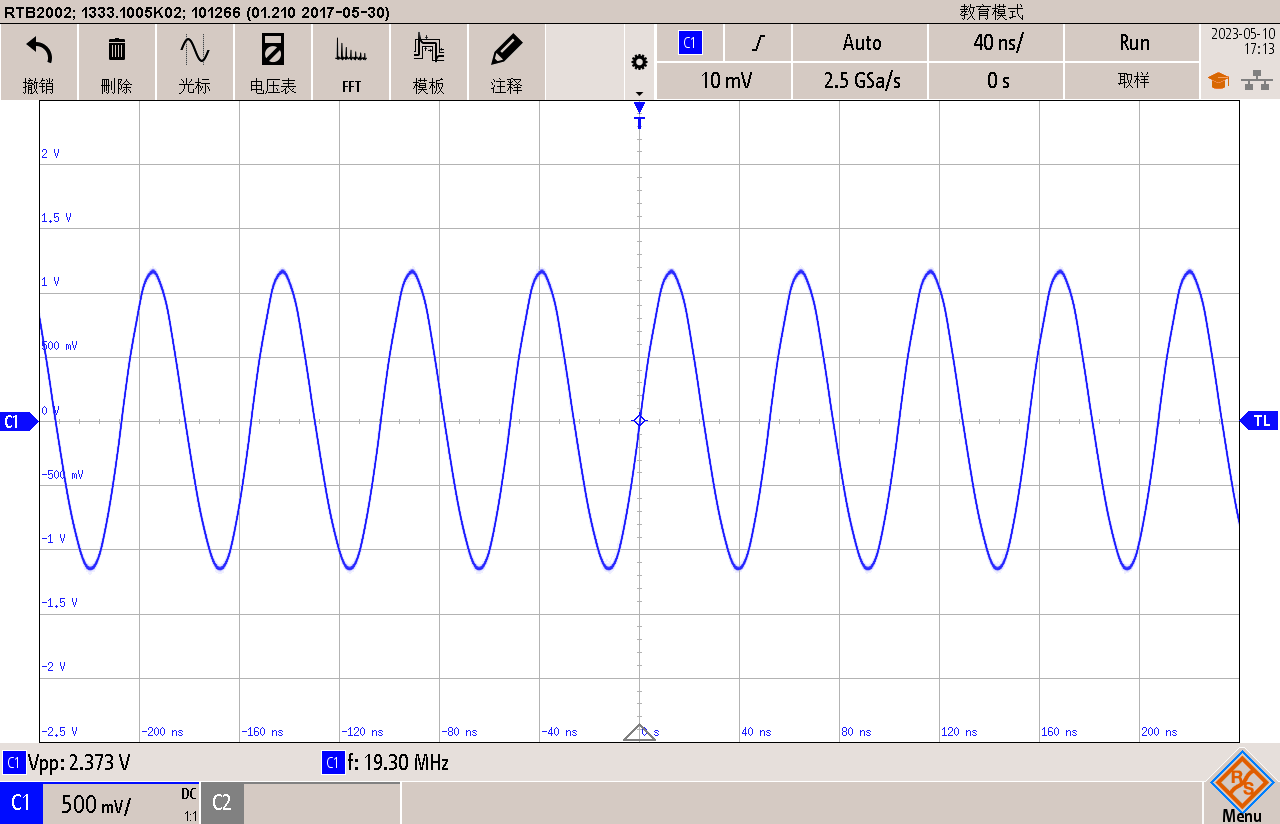 RTB2002; 1333.1005K02; 101266 (01.210 2017-05-30)
教育模式
撤销
删除
光标
电压表
FFT
模板
注释
C1
Auto
40 ns/
Run
10 mV
2.5 GSa/s
0 s
取样
2023-05-10
17:13
T
2 V
1.5 V
1 V
500 mV
0 V
-500 mV
-1 V
-1.5 V
-2 V
-2.5 V
C1
TL
-200 ns
-160 ns
-120 ns
-80 ns
-40 ns
0 s
40 ns
80 ns
120 ns
160 ns
200 ns
C1 Vpp: 2.373 V
C1 f: 19.30 MHz
C1
500 mV/
DC
1:1
C2
R S
Menu